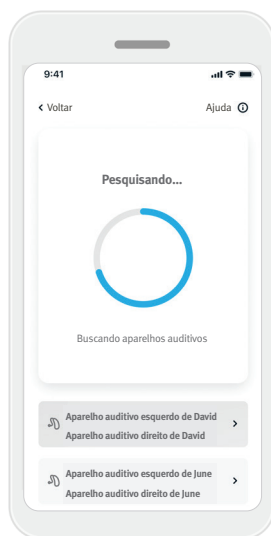 9:41
Voltar
Ajuda
Pesquisando...
Buscando aparelhos auditivos
Aparelho auditivo esquerdo de David
Aparelho auditivo direito de David
Aparelho auditivo esquerdo de June
Aparelho auditivo direito de June